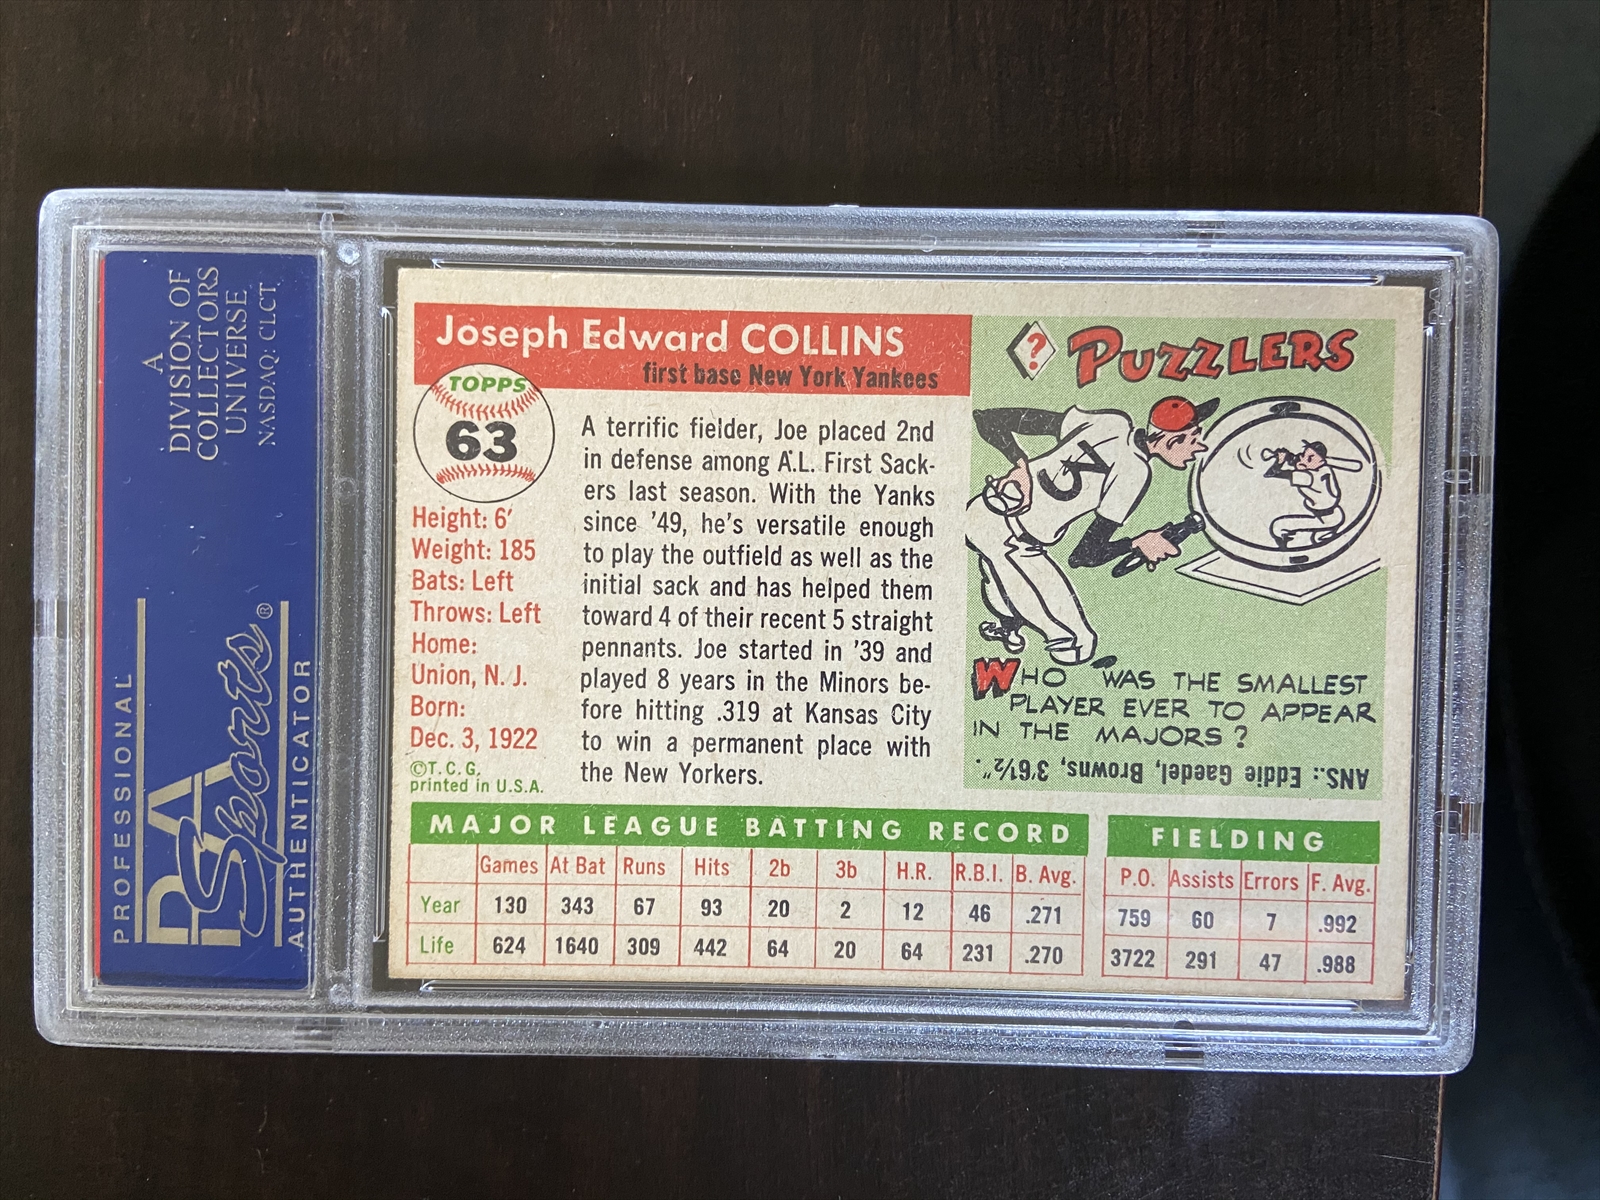 A
DIVISION OF
COLLECTORS
UNIVERSE
NASDAQ: CLCT
PROFESSIONAL
PSA
Sports®
AUTHENTICATOR
Joseph Edward COLLINS
first base New York Yankees
TOPPS
63
Height: 6'
Weight: 185
Bats: Left
Throws: Left
Home:
Union, N. J.
Born:
Dec. 3, 1922
©T. C. G.
printed in U.S.A.
A terrific fielder, Joe placed 2nd
in defense among A.L. First Sack-
ers last season. With the Yanks
since '49, he's versatile enough
to play the outfield as well as the
initial sack and has helped them
toward 4 of their recent 5 straight
pennants. Joe started in '39 and
played 8 years in the Minors be-
fore hitting .319 at Kansas City
to win a permanent place with
the New Yorkers.
? PUZZLERS
WHO WAS THE SMALLEST
PLAYER EVER TO APPEAR
IN THE MAJORS?
ANS.: Eddie Gaedel, Browns, 3'6½".
MAJOR LEAGUE BATTING RECORD
Games At Bat Runs Hits 2b 3b H.R. R.B.I. B. Avg.
Year 130 343 67 93 20 2 12 46 .271
Life 624 1640 309 442 64 20 64 231 .270
FIELDING
P.O. Assists Errors F. Avg.
759 60 7 .992
3722 291 47 .988